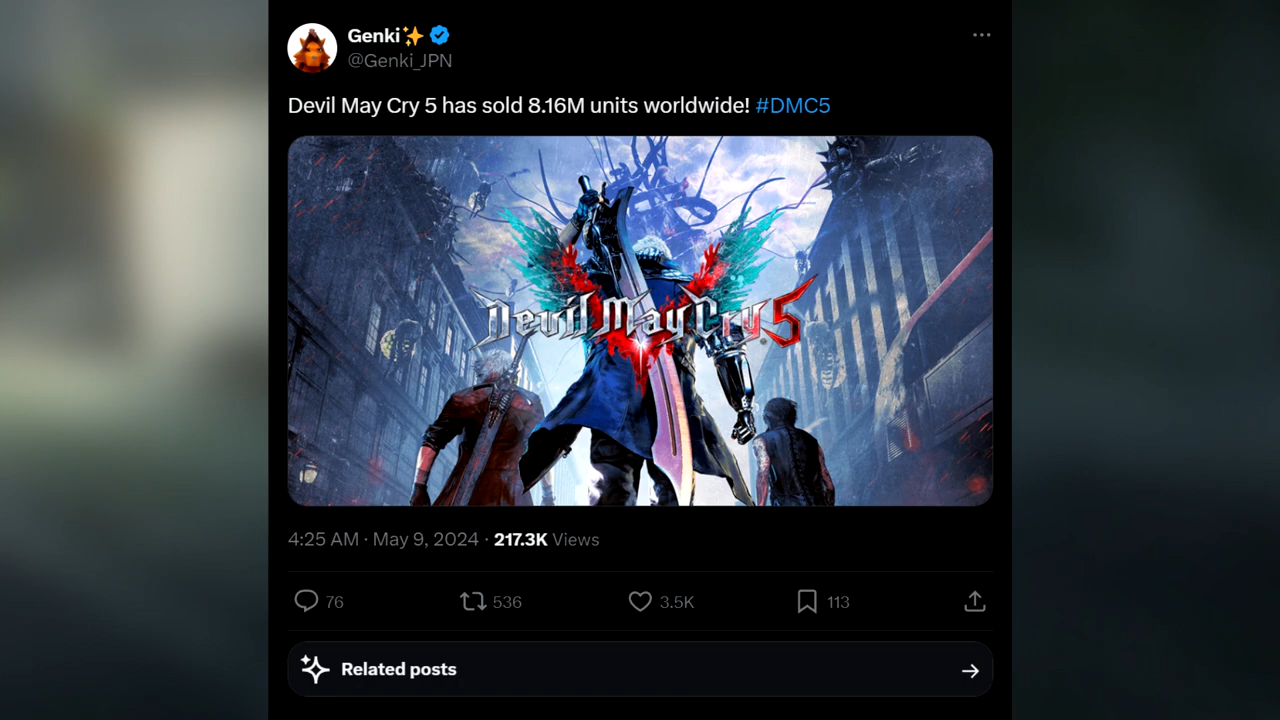 Genki✨
@Genki_JPN
Devil May Cry 5 has sold 8.16M units worldwide! #DMC5
Devil May Cry 5
4:25 AM · May 9, 2024 · 217.3K Views
76 536 3.5K 113
Related posts